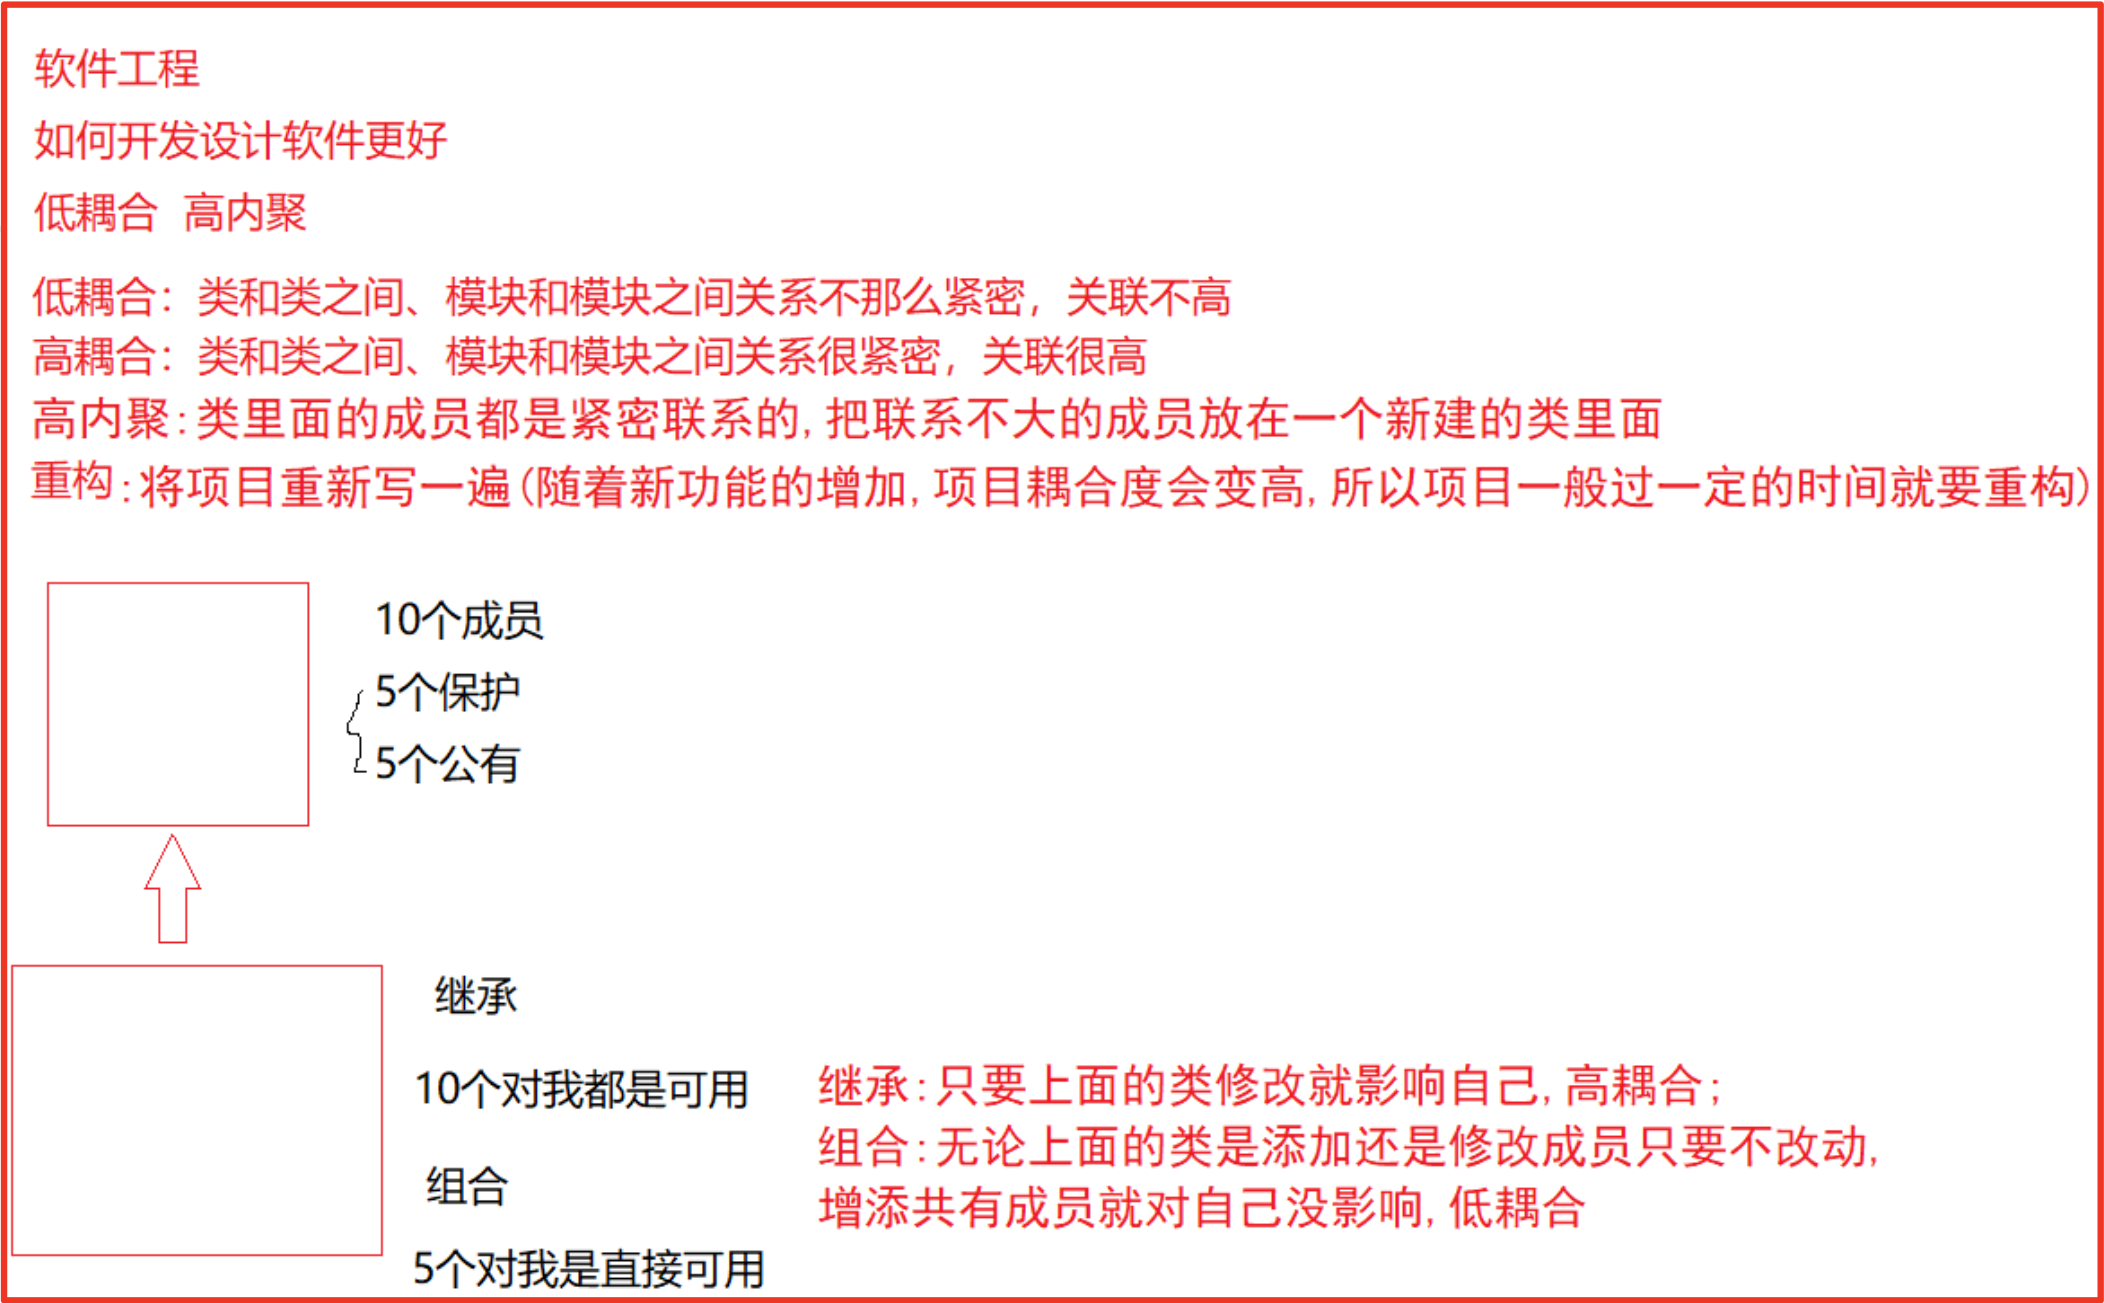 软件工程
如何开发设计软件更好
低耦合 高内聚
低耦合：类和类之间、模块和模块之间关系不那么紧密，关联不高
高耦合：类和类之间、模块和模块之间关系很紧密，关联很高
高内聚:类里面的成员都是紧密联系的,把联系不大的成员放在一个新建的类里面
重构:将项目重新写一遍(随着新功能的增加,项目耦合度会变高,所以项目一般过一定的时间就要重构)
10个成员
5个保护
5个公有
继承
10个对我都是可用
组合
5个对我是直接可用
继承:只要上面的类修改就影响自己,高耦合;
组合:无论上面的类是添加还是修改成员只要不改动,
增添共有成员就对自己没影响,低耦合